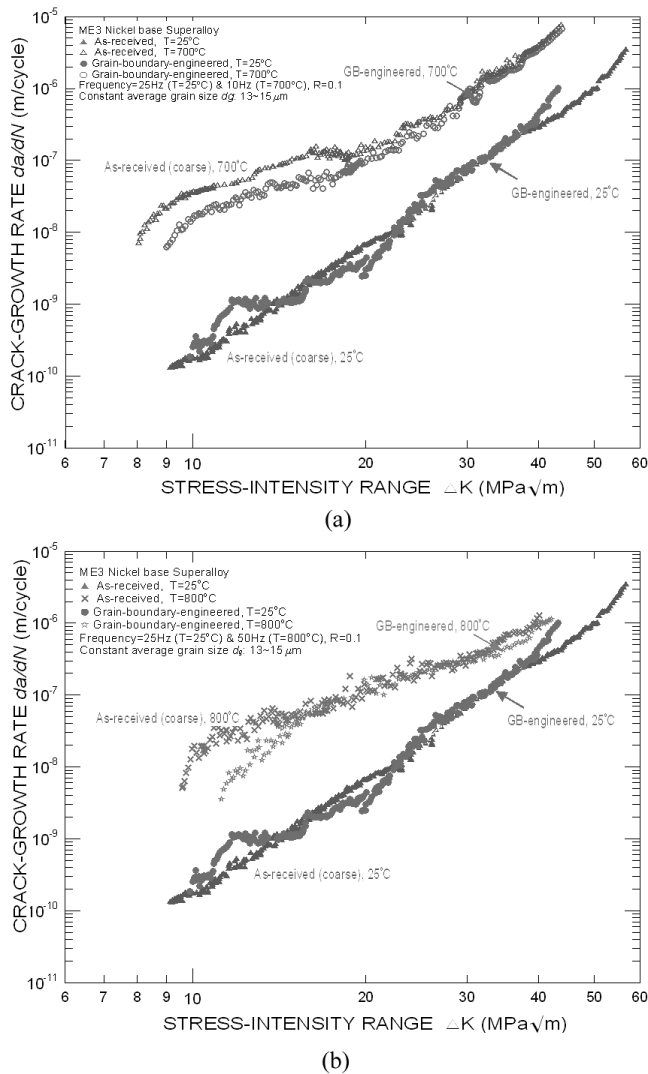 ME3 Nickel base Superalloy
As-received, T=25°C
As-received, T=700°C
Grain-boundary-engineered, T=25°C
Grain-boundary-engineered, T=700°C
Frequency=25Hz (T=25°C) & 10Hz (T=700°C), R=0.1
Constant average grain size dg: 13~15 μm
GB-engineered, 700°C
As-received (coarse), 700°C
GB-engineered, 25°C
As-received (coarse), 25°C
CRACK-GROWTH RATE da/dN (m/cycle)
10-5
10-6
10-7
10-8
10-9
10-10
10-11
6 7 8 9 10 20 30 40 50 60
STRESS-INTENSITY RANGE △K (MPa√m)
(a)
ME3 Nickel base Superalloy
As-received, T=25°C
As-received, T=800°C
Grain-boundary-engineered, T=25°C
Grain-boundary-engineered, T=800°C
Frequency=25Hz (T=25°C) & 50Hz (T=800°C), R=0.1
Constant average grain size dg: 13~15 μm
GB-engineered, 800°C
As-received (coarse), 800°C
GB-engineered, 25°C
As-received (coarse), 25°C
CRACK-GROWTH RATE da/dN (m/cycle)
10-5
10-6
10-7
10-8
10-9
10-10
10-11
6 7 8 9 10 20 30 40 50 60
STRESS-INTENSITY RANGE △K (MPa√m)
(b)